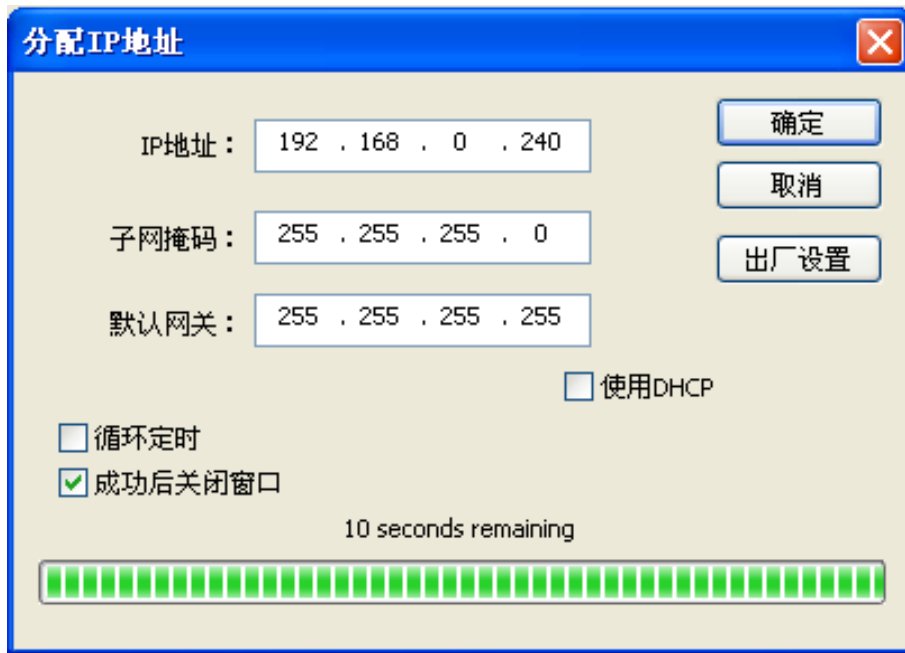 分配IP地址
IP地址： 192 . 168 . 0 . 240
确定
取消
子网掩码： 255 . 255 . 255 . 0
出厂设置
默认网关： 255 . 255 . 255 . 255
使用DHCP
循环定时
成功后关闭窗口
10 seconds remaining